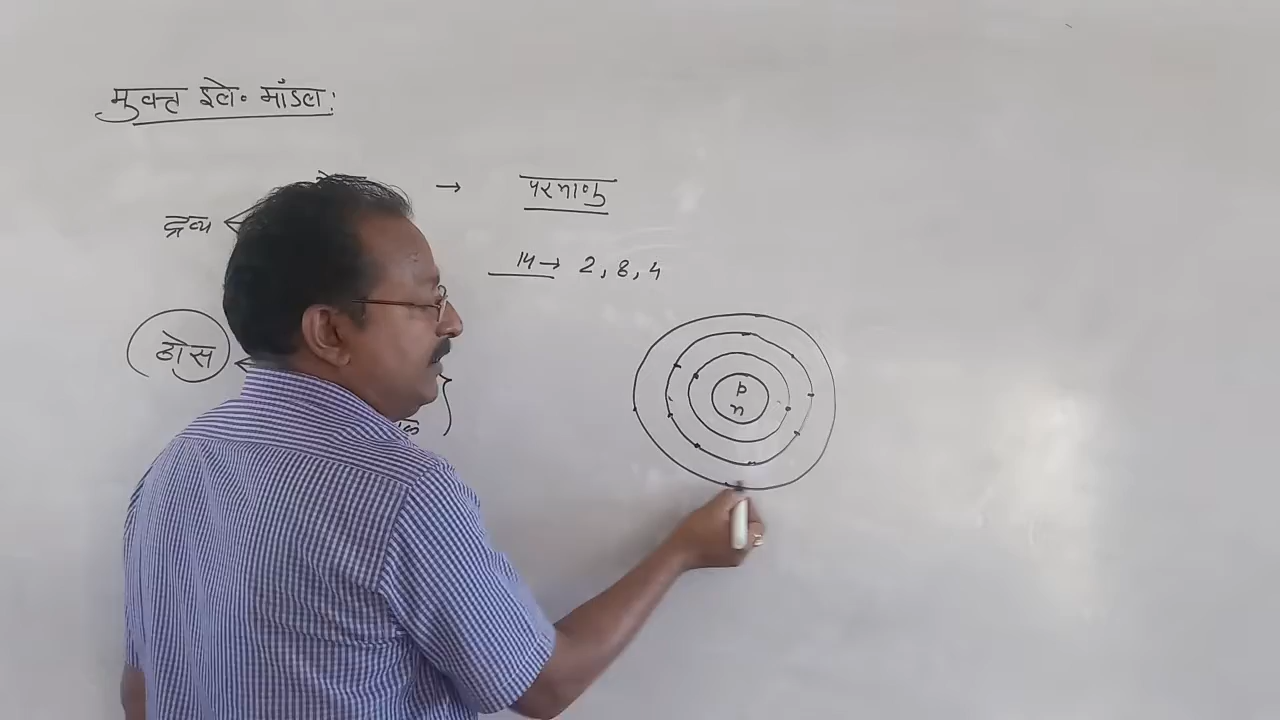 मुक्त इले० मॉडल:
→ परमाणु
द्रव्य
14 → 2, 8, 4
ठोस
p
n